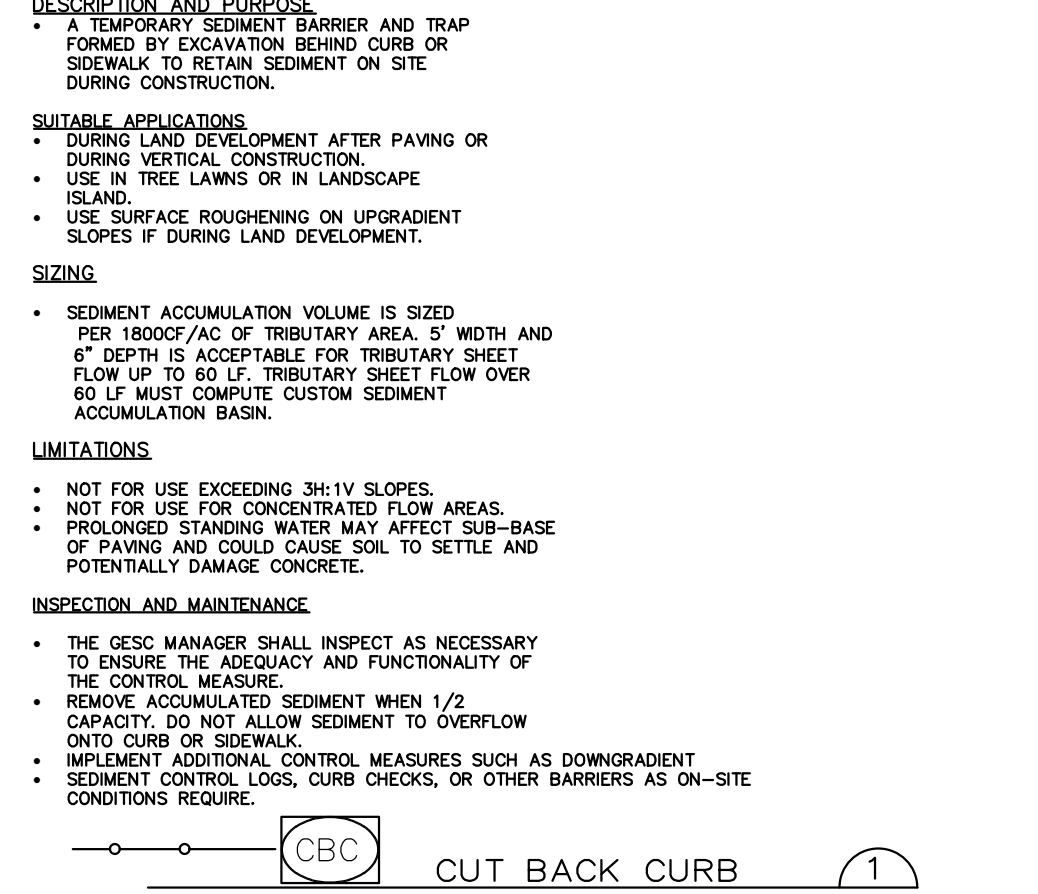 DESCRIPTION AND PURPOSE
• A TEMPORARY SEDIMENT BARRIER AND TRAP
FORMED BY EXCAVATION BEHIND CURB OR
SIDEWALK TO RETAIN SEDIMENT ON SITE
DURING CONSTRUCTION.
SUITABLE APPLICATIONS
• DURING LAND DEVELOPMENT AFTER PAVING OR
DURING VERTICAL CONSTRUCTION.
• USE IN TREE LAWNS OR IN LANDSCAPE
ISLAND.
• USE SURFACE ROUGHENING ON UPGRADIENT
SLOPES IF DURING LAND DEVELOPMENT.
SIZING
• SEDIMENT ACCUMULATION VOLUME IS SIZED
PER 1800CF/AC OF TRIBUTARY AREA. 5' WIDTH AND
6" DEPTH IS ACCEPTABLE FOR TRIBUTARY SHEET
FLOW UP TO 60 LF. TRIBUTARY SHEET FLOW OVER
60 LF MUST COMPUTE CUSTOM SEDIMENT
ACCUMULATION BASIN.
LIMITATIONS
• NOT FOR USE EXCEEDING 3H:1V SLOPES.
• NOT FOR USE FOR CONCENTRATED FLOW AREAS.
• PROLONGED STANDING WATER MAY AFFECT SUB-BASE
OF PAVING AND COULD CAUSE SOIL TO SETTLE AND
POTENTIALLY DAMAGE CONCRETE.
INSPECTION AND MAINTENANCE
• THE GESC MANAGER SHALL INSPECT AS NECESSARY
TO ENSURE THE ADEQUACY AND FUNCTIONALITY OF
THE CONTROL MEASURE.
• REMOVE ACCUMULATED SEDIMENT WHEN 1/2
CAPACITY. DO NOT ALLOW SEDIMENT TO OVERFLOW
ONTO CURB OR SIDEWALK.
• IMPLEMENT ADDITIONAL CONTROL MEASURES SUCH AS DOWNGRADIENT
• SEDIMENT CONTROL LOGS, CURB CHECKS, OR OTHER BARRIERS AS ON-SITE
CONDITIONS REQUIRE.
CBC
CUT BACK CURB
1